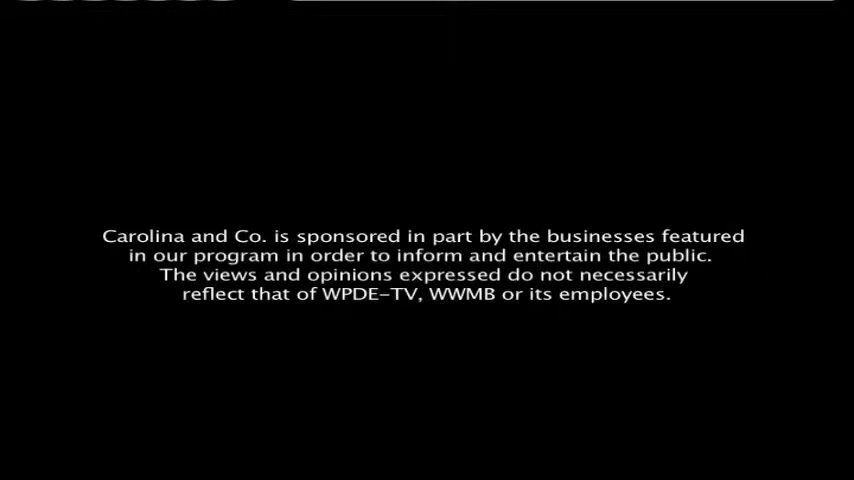 Carolina and Co. is sponsored in part by the businesses featured
in our program in order to inform and entertain the public.
The views and opinions expressed do not necessarily
reflect that of WPDE-TV, WWMB or its employees.